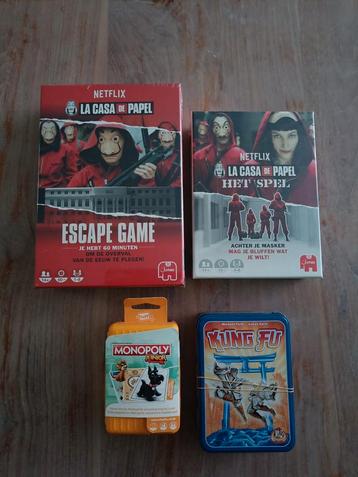 NETFLIX
LA CASA DE PAPEL
ESCAPE GAME
JE HEBT 60 MINUTEN
OM DE OVERVAL
VAN DE EEUW TE PLEGEN!
Jumbo
NETFLIX
LA CASA DE PAPEL
HET SPEL
ACHTER JE MASKER
MAG JE BLUFFEN WAT
JE WILT!
Jumbo
MONOPOLY
JUNIOR
KUNG FU